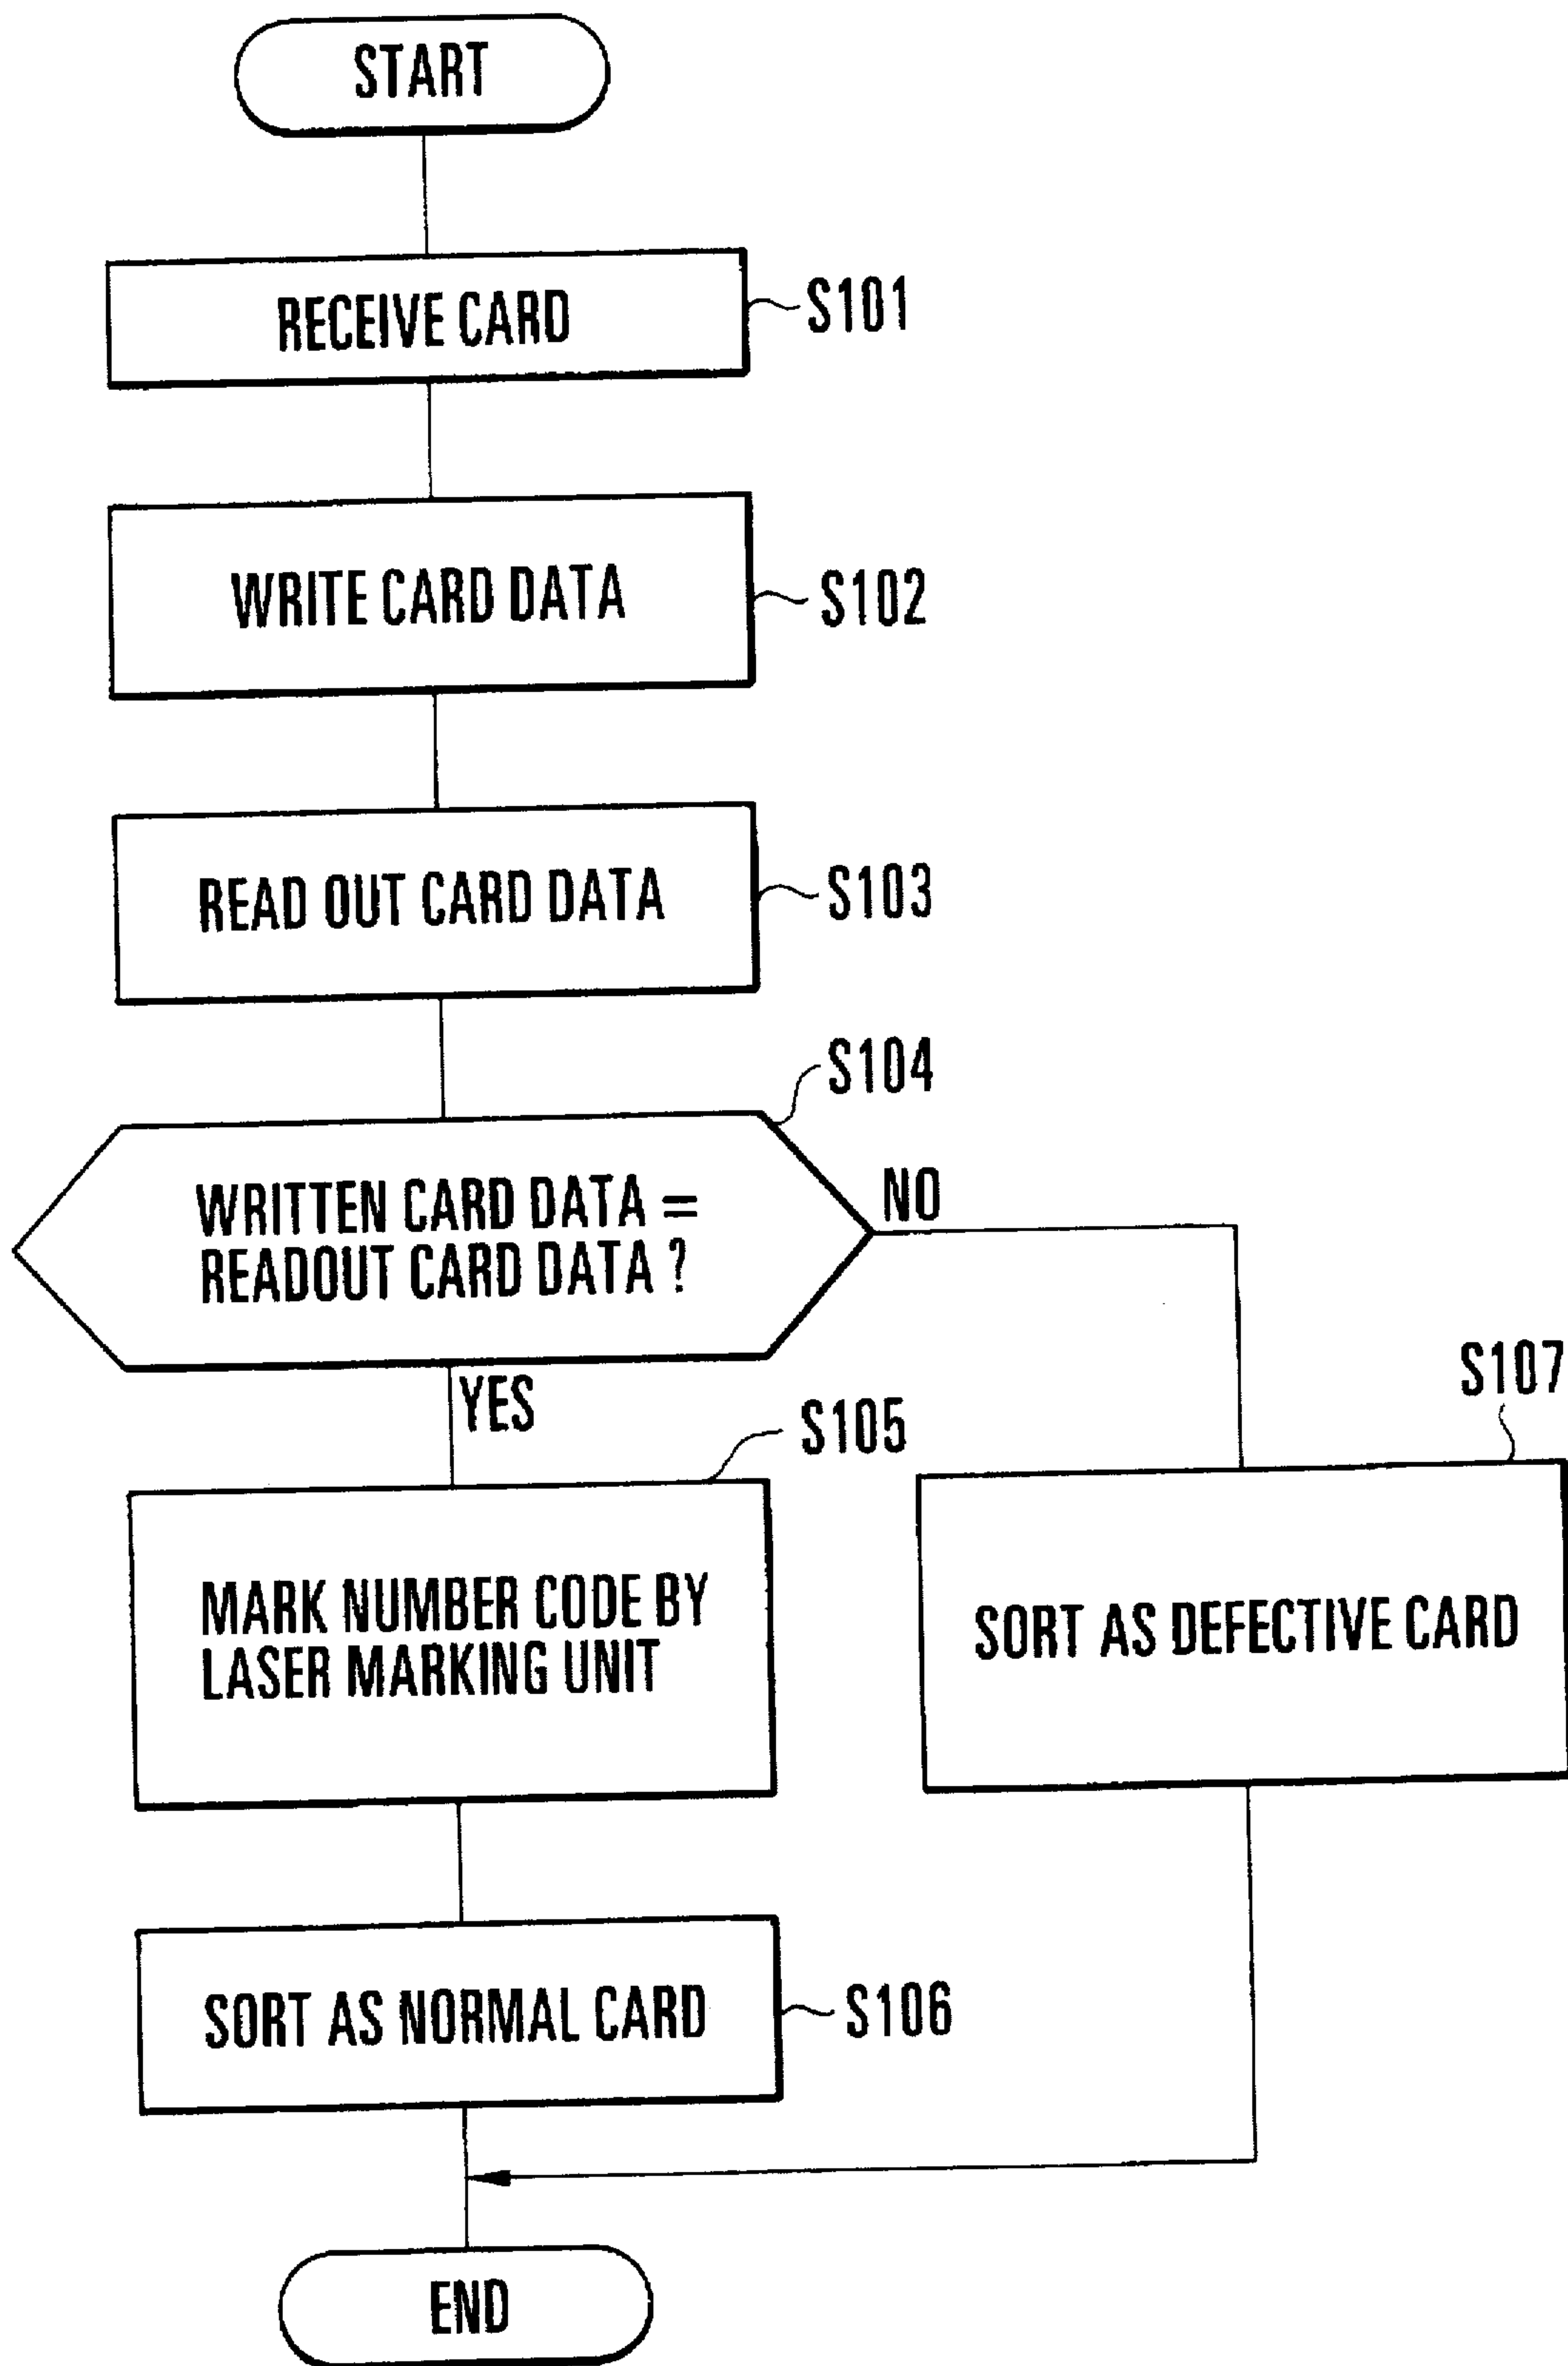 START
RECEIVE CARD
S101
WRITE CARD DATA
S102
READ OUT CARD DATA
S103
S104
WRITTEN CARD DATA =
READOUT CARD DATA ?
NO
YES
S105
S107
MARK NUMBER CODE BY
LASER MARKING UNIT
SORT AS DEFECTIVE CARD
SORT AS NORMAL CARD
S106
END